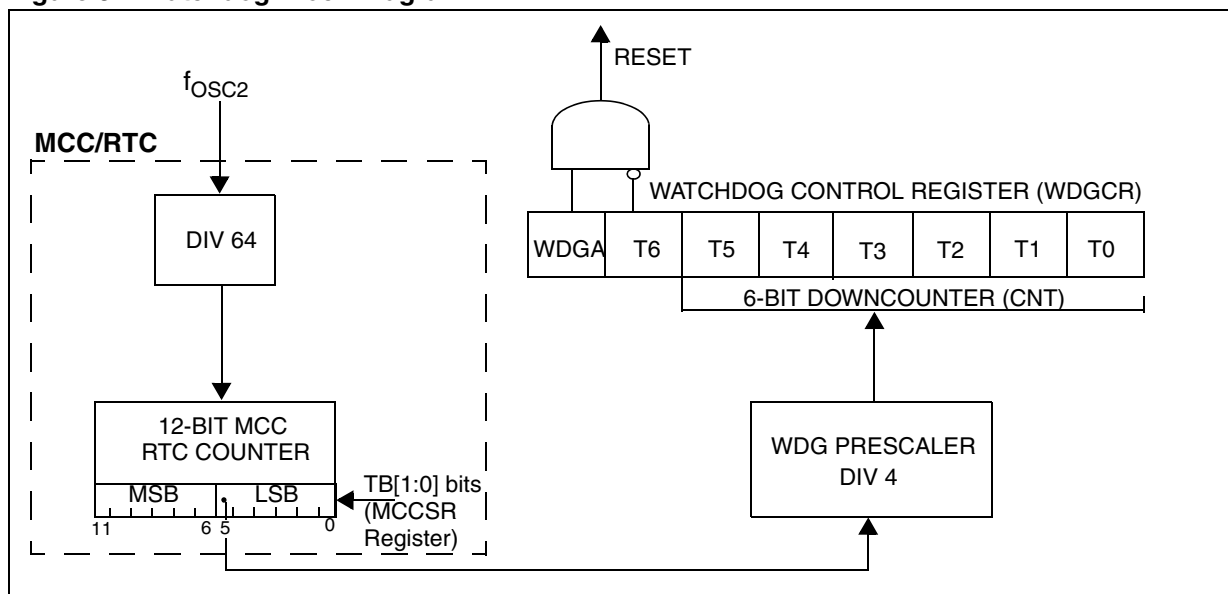 RESET
fOSC2
MCC/RTC
DIV 64
WATCHDOG CONTROL REGISTER (WDGCR)
WDGA T6 T5 T4 T3 T2 T1 T0
6-BIT DOWNCOUNTER (CNT)
12-BIT MCC
RTC COUNTER
MSB LSB
11 6 5 0
TB[1:0] bits
(MCCSR
Register)
WDG PRESCALER
DIV 4